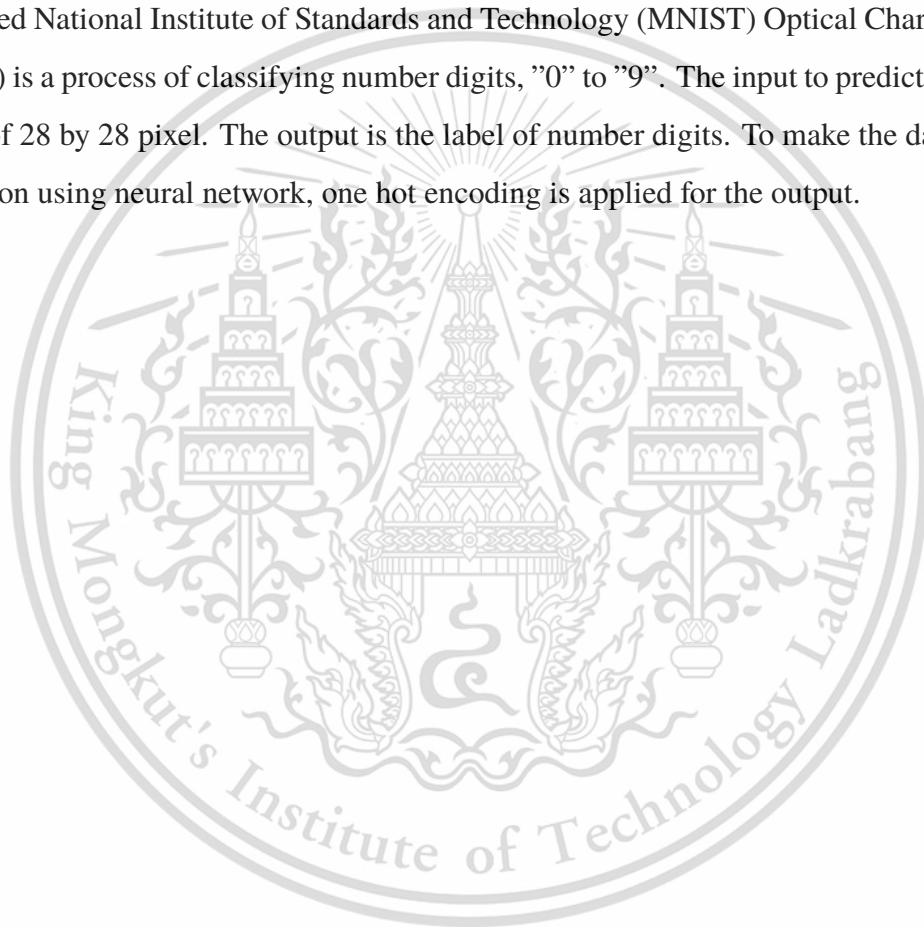 ed National Institute of Standards and Technology (MNIST) Optical Char
) is a process of classifying number digits, ”0” to ”9”. The input to predict
of 28 by 28 pixel. The output is the label of number digits. To make the da
on using neural network, one hot encoding is applied for the output.
King Mongkut's Institute of Technology Ladkrabang